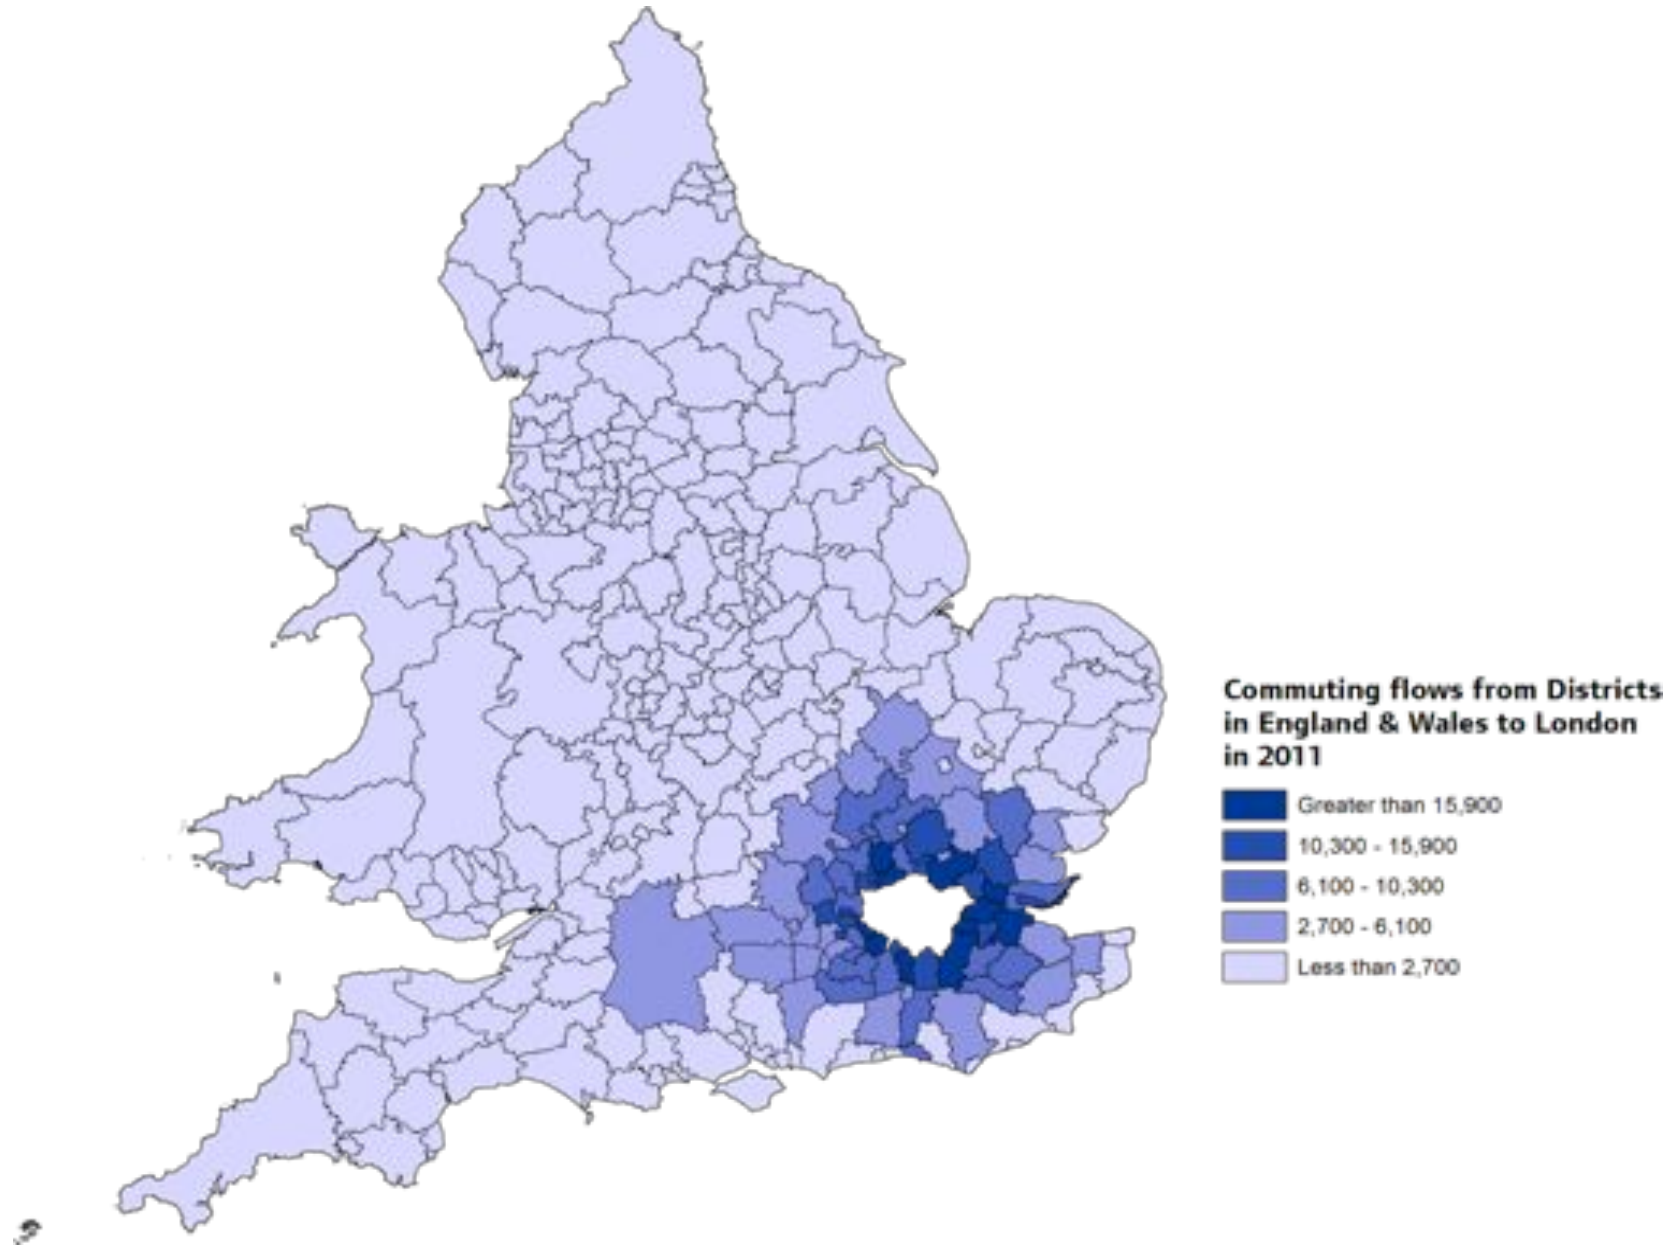 Commuting flows from Districts
in England & Wales to London
in 2011
Greater than 15,900
10,300 - 15,900
6,100 - 10,300
2,700 - 6,100
Less than 2,700